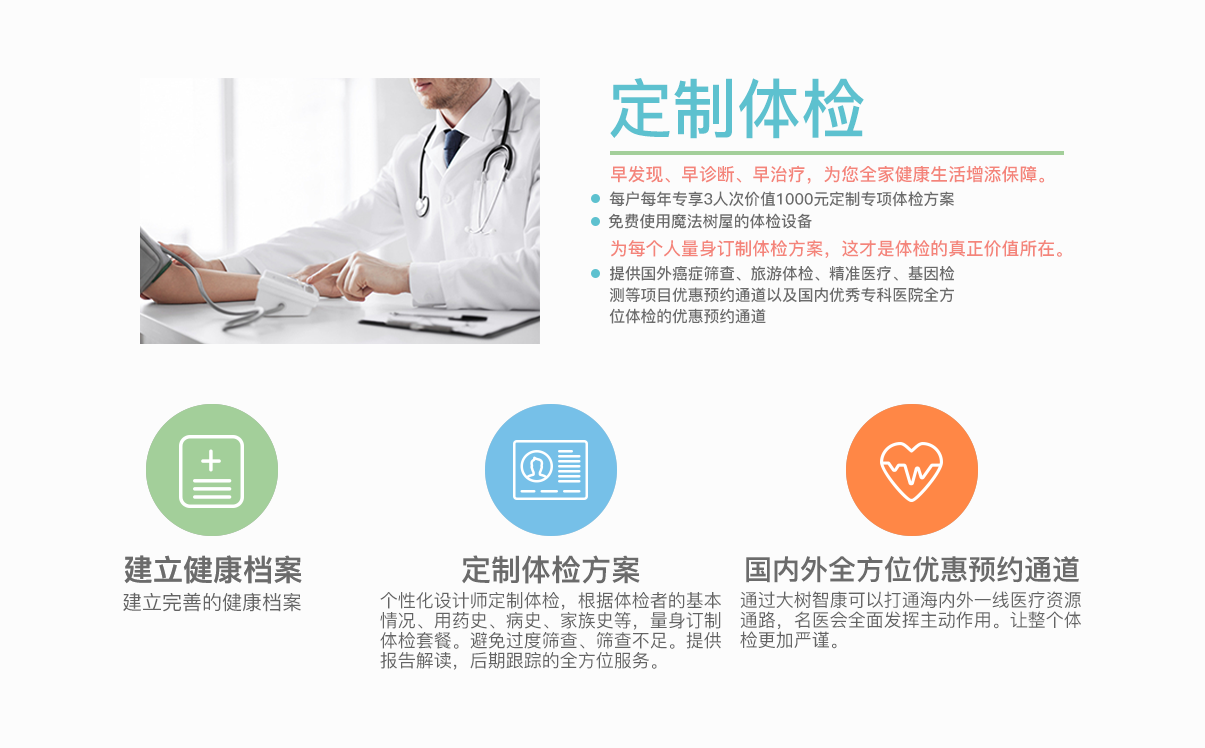 定制体检
早发现、早诊断、早治疗，为您全家健康生活增添保障。
每户每年专享3人次价值1000元定制专项体检方案
免费使用魔法树屋的体检设备
为每个人量身订制体检方案，这才是体检的真正价值所在。
提供国外癌症筛查、旅游体检、精准医疗、基因检
测等项目优惠预约通道以及国内优秀专科医院全方
位体检的优惠预约通道
建立健康档案
建立完善的健康档案
定制体检方案
个性化设计师定制体检，根据体检者的基本
情况、用药史、病史、家族史等，量身订制
体检套餐。避免过度筛查、筛查不足。提供
报告解读，后期跟踪的全方位服务。
国内外全方位优惠预约通道
通过大树智康可以打通海内外一线医疗资源
通路，名医会全面发挥主动作用。让整个体
检更加严谨。